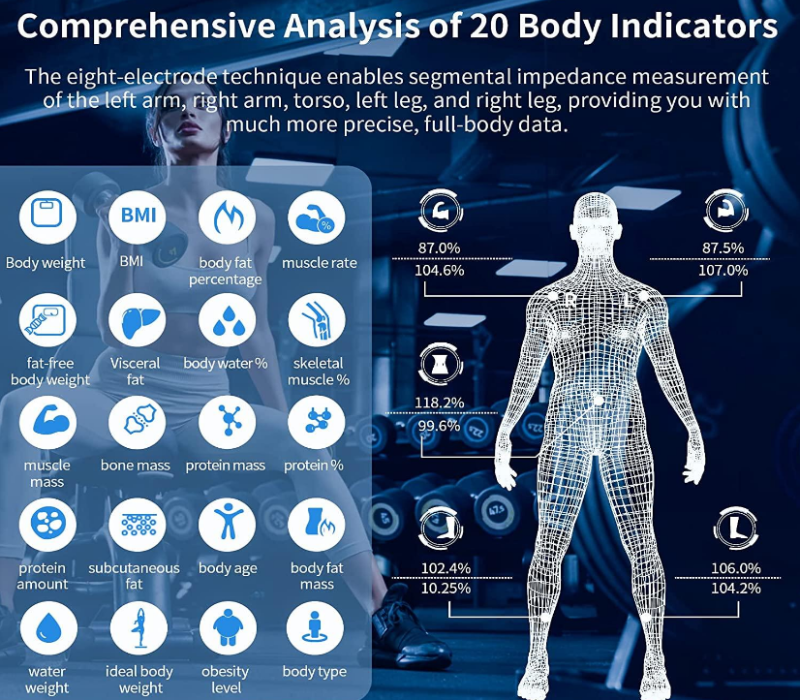 Comprehensive Analysis of 20 Body Indicators
The eight-electrode technique enables segmental impedance measurement
of the left arm, right arm, torso, left leg, and right leg, providing you with
much more precise, full-body data.
Body weight
BMI
BMI
body fat
percentage
%
muscle rate
fat-free
body weight
Visceral
fat
body water %
skeletal
muscle %
muscle
mass
bone mass
protein mass
protein %
protein
amount
subcutaneous
fat
body age
body fat
mass
water
weight
ideal body
weight
obesity
level
body type
87.0%
104.6%
87.5%
107.0%
R L
118.2%
99.6%
102.4%
10.25%
106.0%
104.2%